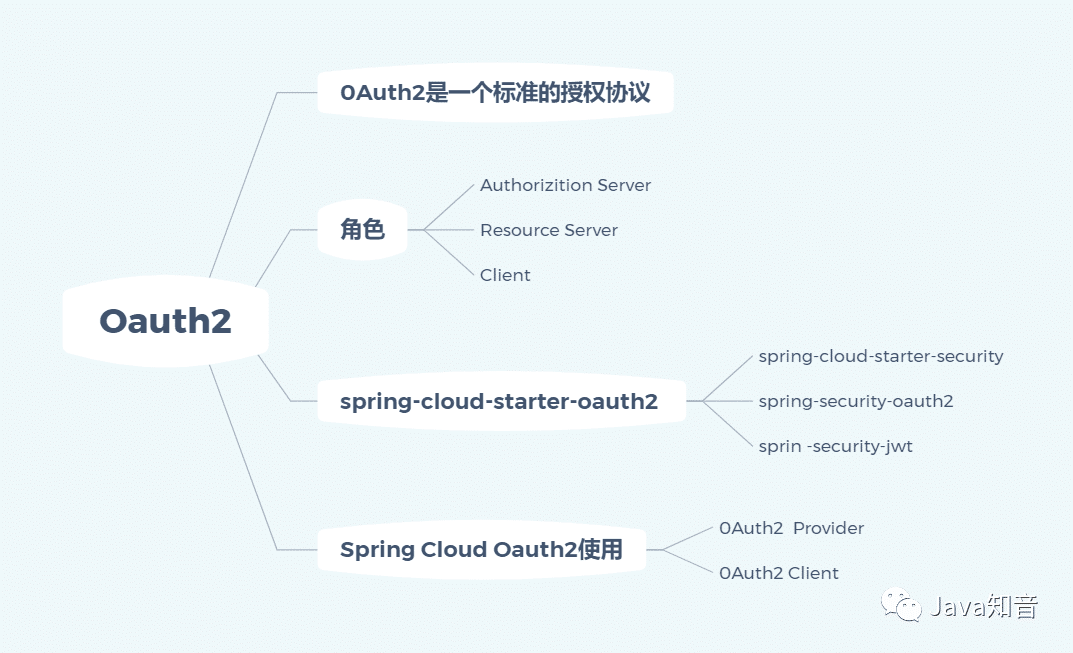 0Auth2是一个标准的授权协议
Authorizition Server
角色
Resource Server
Client
Oauth2
spring-cloud-starter-security
spring-cloud-starter-oauth2
spring-security-oauth2
sprin -security-jwt
0Auth2  Provider
Spring Cloud Oauth2使用
0Auth2 Client
Java知音